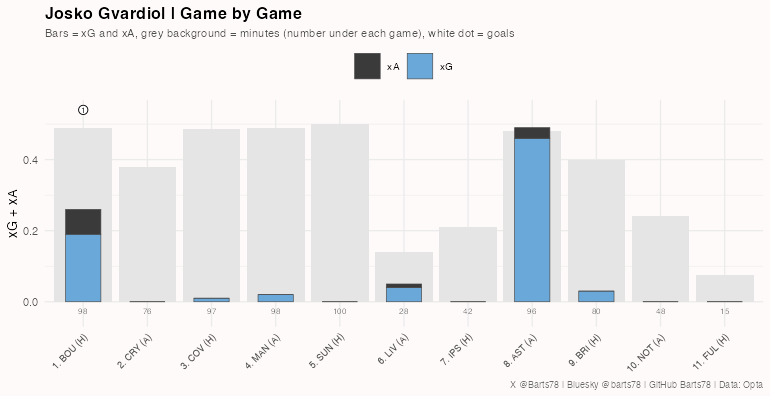 Josko Gvardiol | Game by Game
Bars = xG and xA, grey background = minutes (number under each game), white dot = goals
xA xG
1
xG + xA
0.4
0.2
0.0
98 76 97 98 100 28 42 96 80 48 15
1. BOU (H) 2. CRY (A) 3. COV (H) 4. MAN (A) 5. SUN (H) 6. LIV (A) 7. IPS (H) 8. AST (A) 9. BRI (H) 10. NOT (A) 11. FUL (H)
X @Barts78 | Bluesky @barts78 | GitHub Barts78 | Data: Opta